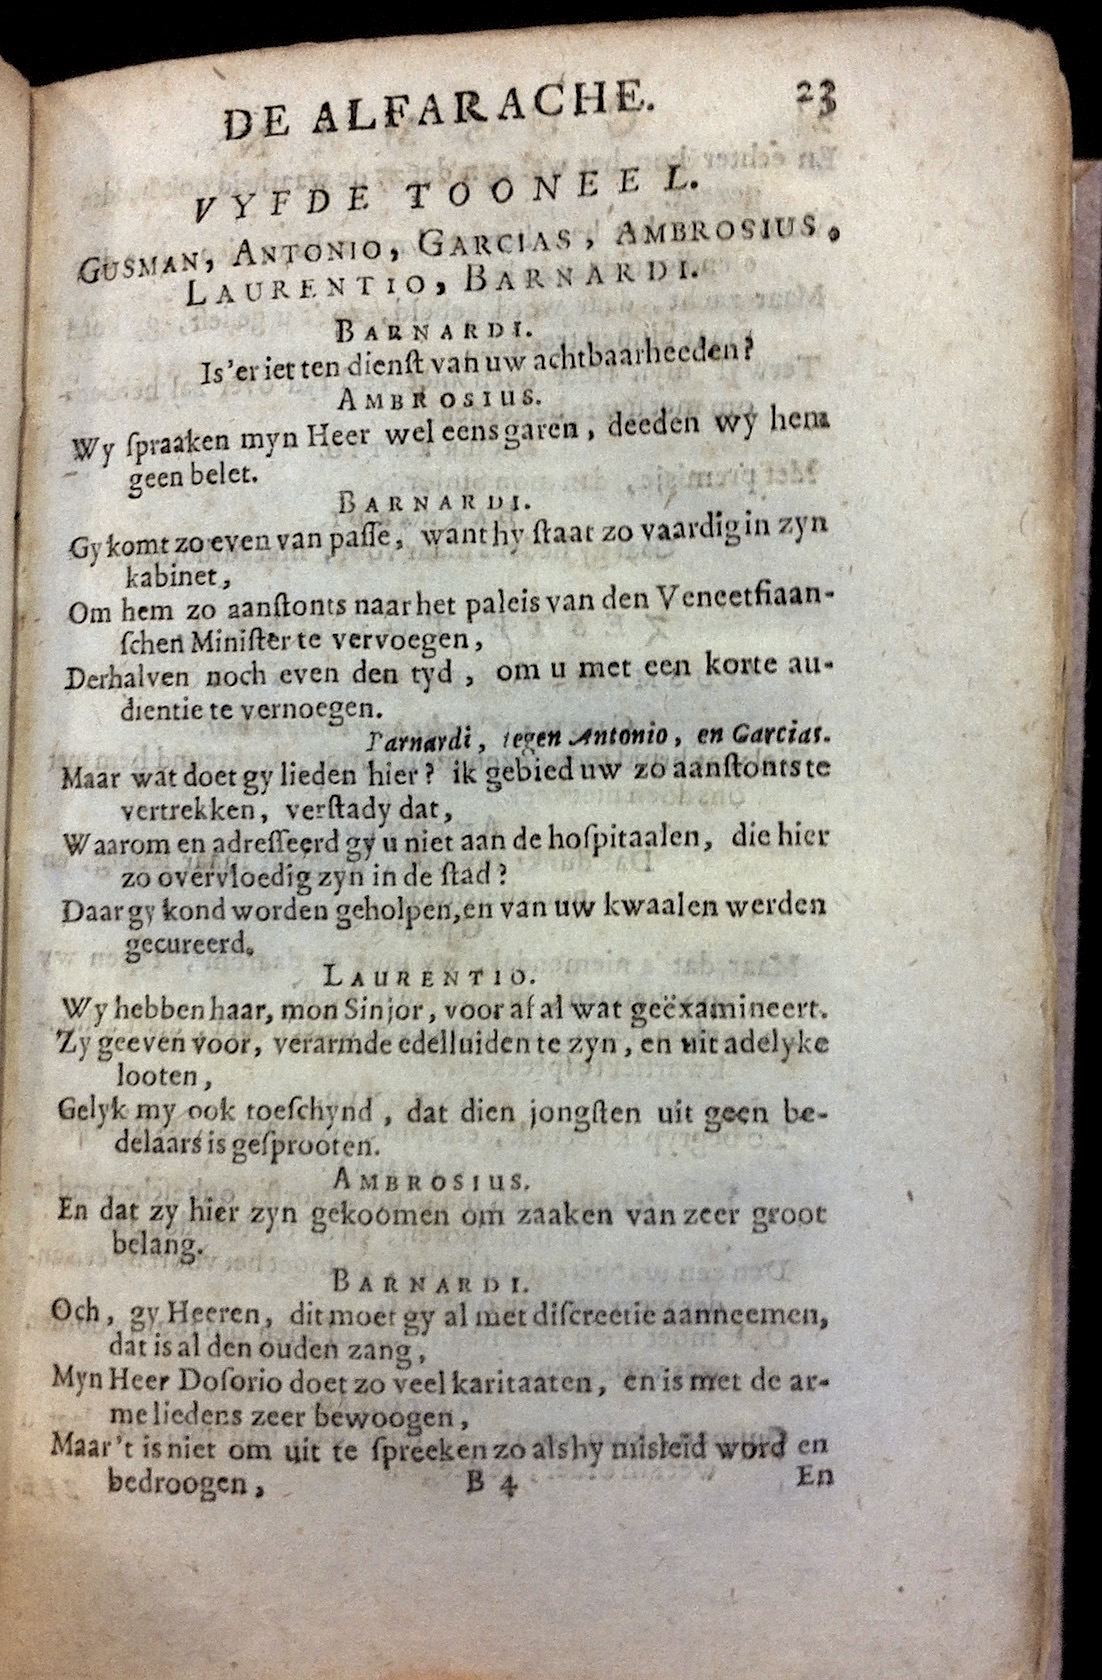 DE ALFARACHE. 23
VYFDE TOONEEL.
GUSMAN, ANTONIO, GARCIAS, AMBROSIUS,
LAURENTIO, BARNARDI.
BARNARDI.
Is'er iet ten dienſt van uw achtbaarheeden?
AMBROSIUS.
Wy ſpraaken myn Heer wel eens garen, deeden wy hem
geen belet.
BARNARDI.
Gy komt zo even van paſſe, want hy ſtaat zo vaardig in zyn
kabinet,
Om hem zo aanſtonts naar het paleis van den Veneetſiaan-
ſchen Miniſter te vervoegen,
Derhalven noch even den tyd, om u met een korte au-
dientie te vernoegen.
Barnardi, tegen Antonio, en Garcias.
Maar wat doet gy lieden hier? ik gebied uw zo aanſtonts te
vertrekken, verſtady dat,
Waarom en adreſſeerd gy u niet aan de hoſpitaalen, die hier
zo overvloedig zyn in de ſtad?
Daar gy kond worden geholpen, en van uw kwaalen werden
gecureerd.
LAURENTIO.
Wy hebben haar, mon Sinjor, voor af al wat geëxamineert.
Zy geeven voor, verarmde edelluiden te zyn, en uit adelyke
looten,
Gelyk my ook toeſchynd, dat dien jongſten uit geen be-
delaars is geſprooten.
AMBROSIUS.
En dat zy hier zyn gekoomen om zaaken van zeer groot
belang.
BARNARDI.
Och, gy Heeren, dit moet gy al met diſcreetie aanneemen,
dat is al den ouden zang,
Myn Heer Doſorio doet zo veel karitaaten, en is met de ar-
me liedens zeer bewoogen,
Maar 't is niet om uit te ſpreeken zo als hy misleid word en
bedroogen,
B 4 En